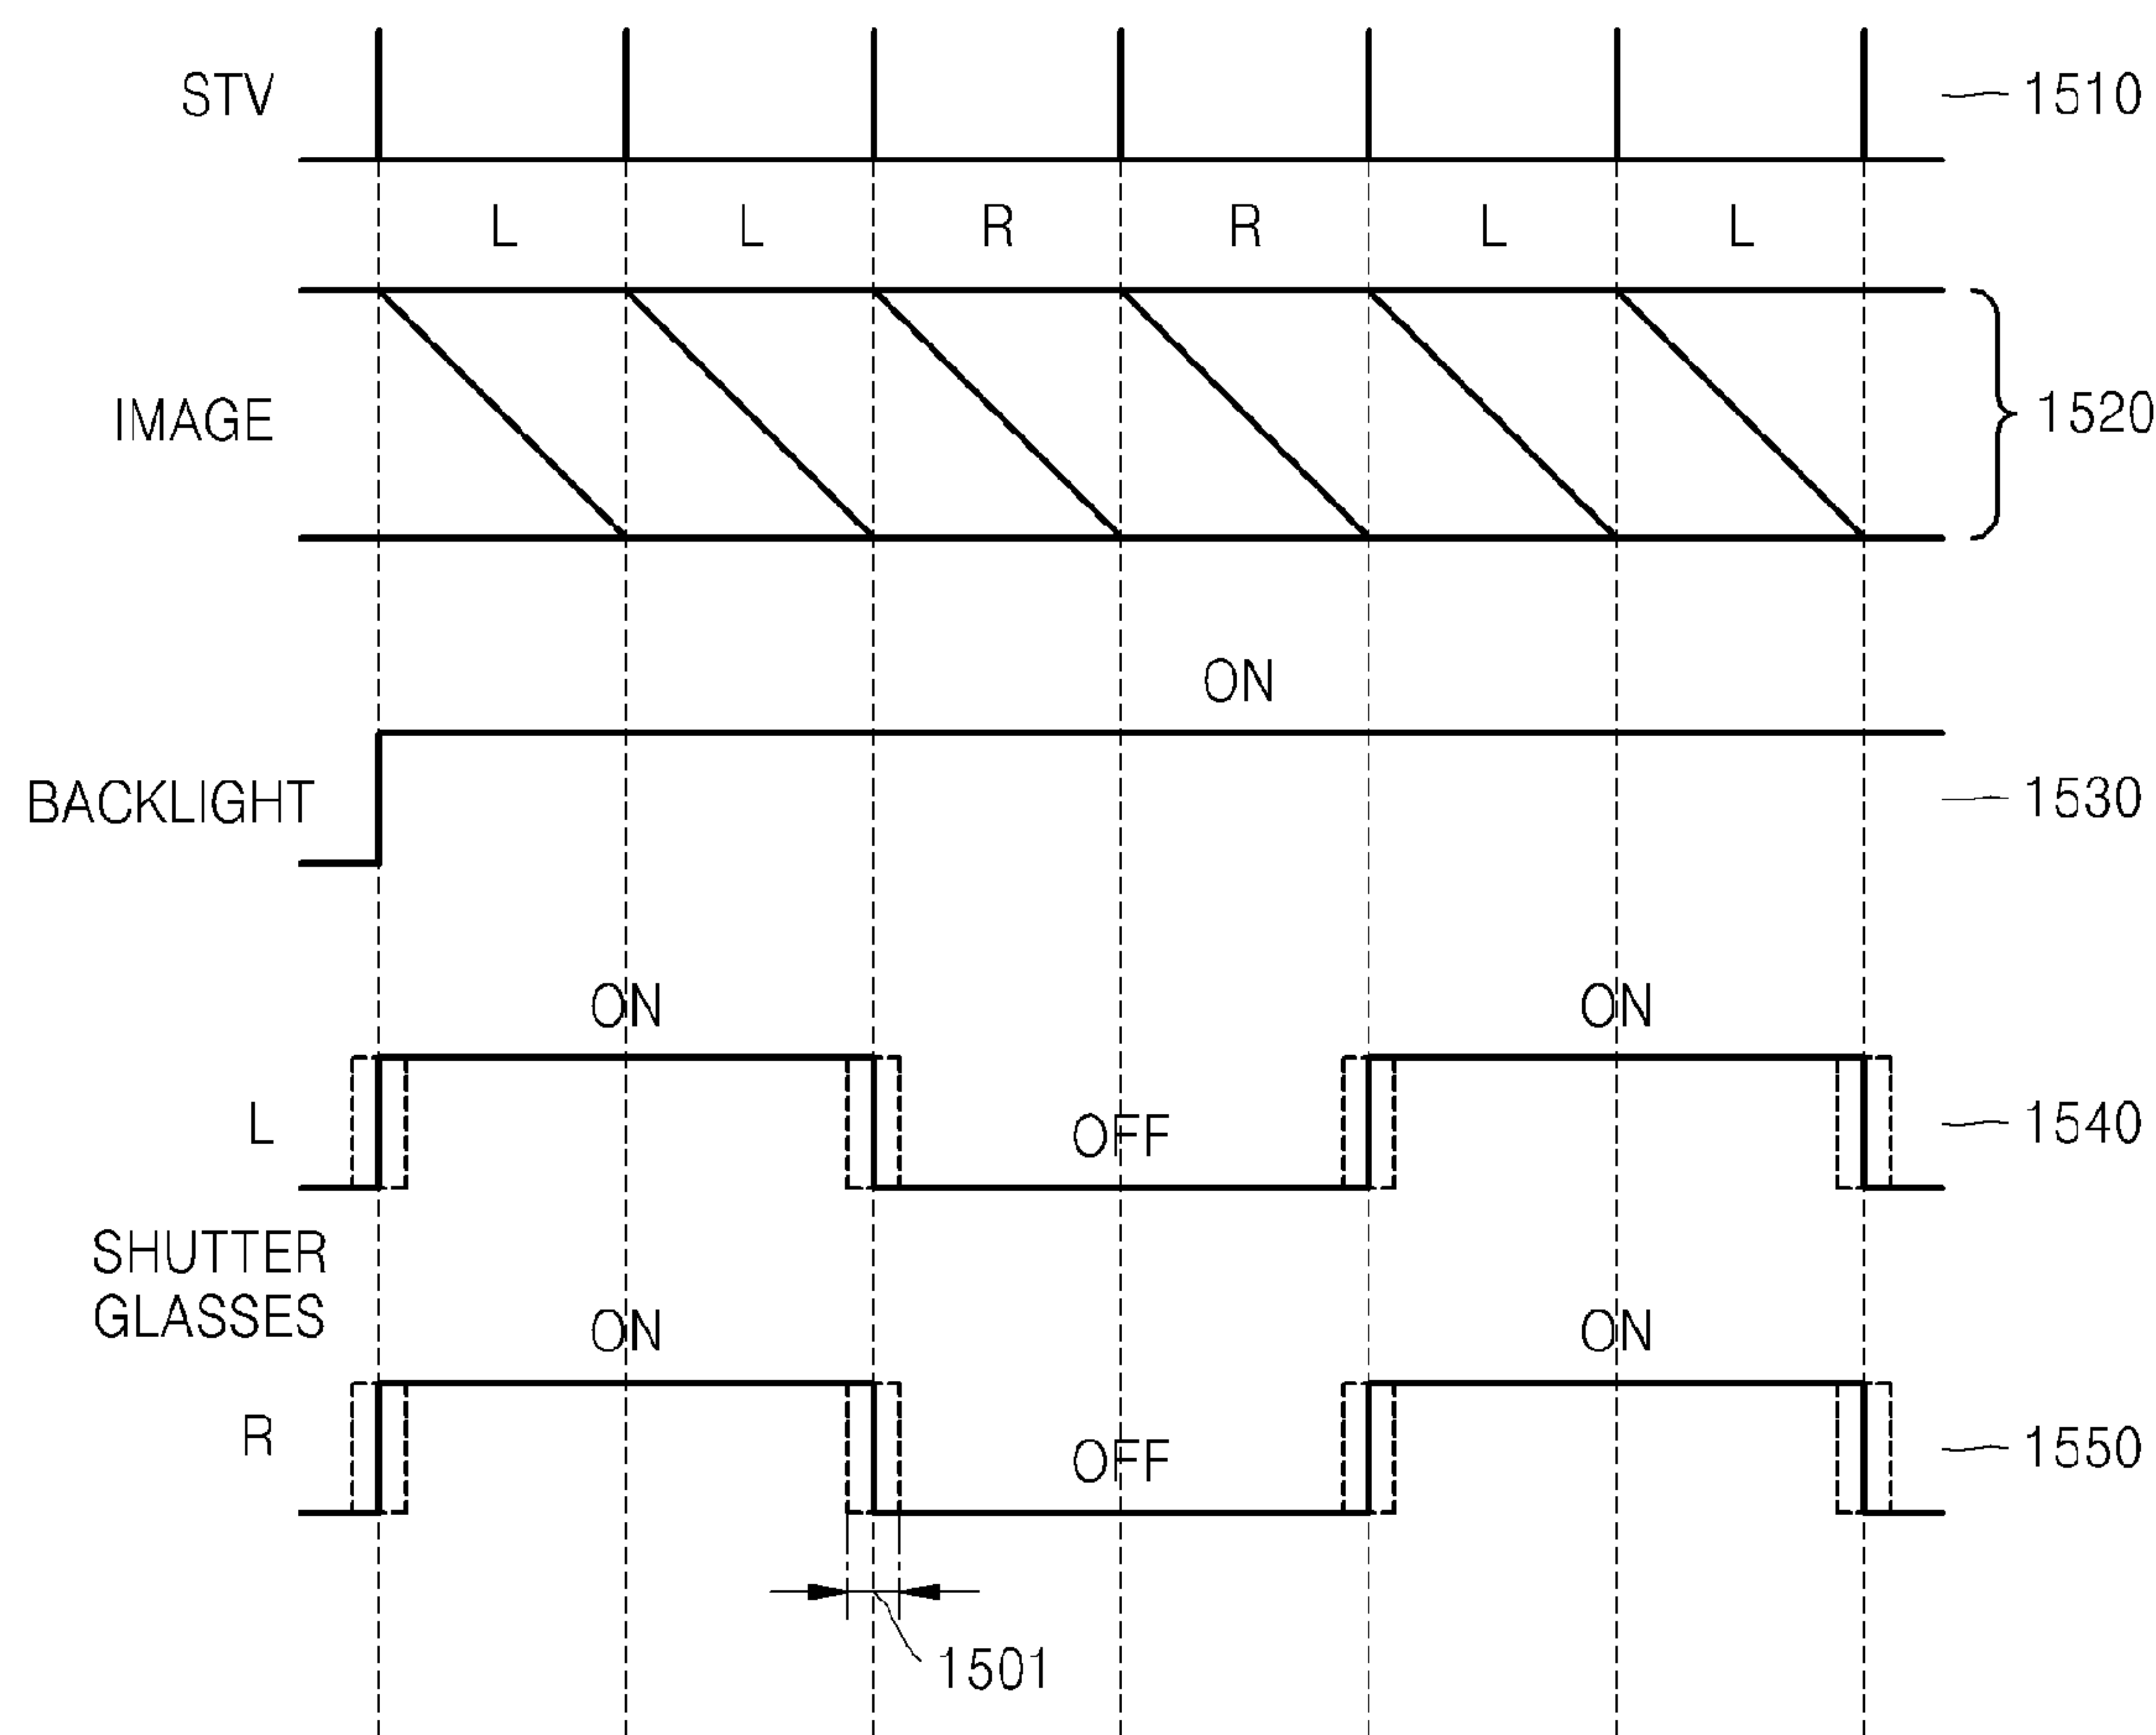 STV
1510
L L R R L L
IMAGE
1520
ON
BACKLIGHT
1530
ON ON
L
OFF
1540
SHUTTER
GLASSES
ON ON
R
OFF
1550
1501